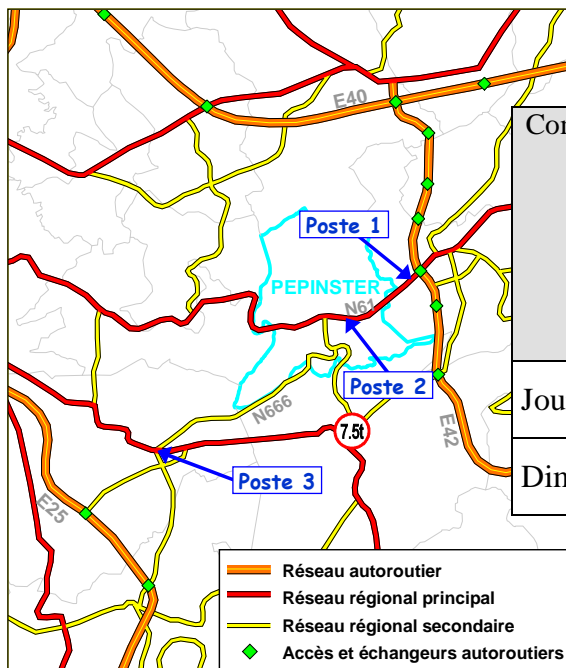 E40
Con
Poste 1
PEPINSTER
N61
Poste 2
N666
7.5t
Jou
E42
Poste 3
Din
E25
Réseau autoroutier
Réseau régional principal
Réseau régional secondaire
Accès et échangeurs autoroutiers